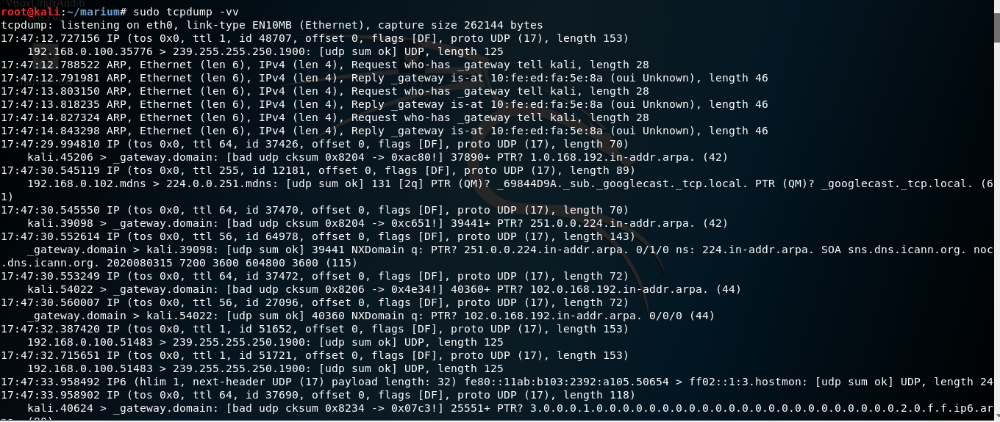 VBoxLinuxAdditi
root@kali:~/marium# sudo tcpdump -vv
tcpdump: listening on eth0, link-type EN10MB (Ethernet), capture size 262144 bytes
17:47:12.727156 IP (tos 0x0, ttl 1, id 48707, offset 0, flags [DF], proto UDP (17), length 153)
    192.168.0.100.35776 > 239.255.255.250.1900: [udp sum ok] UDP, length 125
17:47:12.788522 ARP, Ethernet (len 6), IPv4 (len 4), Request who-has _gateway tell kali, length 28
17:47:12.791981 ARP, Ethernet (len 6), IPv4 (len 4), Reply _gateway is-at 10:fe:ed:fa:5e:8a (oui Unknown), length 46
17:47:13.803150 ARP, Ethernet (len 6), IPv4 (len 4), Request who-has _gateway tell kali, length 28
17:47:13.818235 ARP, Ethernet (len 6), IPv4 (len 4), Reply _gateway is-at 10:fe:ed:fa:5e:8a (oui Unknown), length 46
17:47:14.827324 ARP, Ethernet (len 6), IPv4 (len 4), Request who-has _gateway tell kali, length 28
17:47:14.843298 ARP, Ethernet (len 6), IPv4 (len 4), Reply _gateway is-at 10:fe:ed:fa:5e:8a (oui Unknown), length 46
17:47:29.994810 IP (tos 0x0, ttl 64, id 37426, offset 0, flags [DF], proto UDP (17), length 70)
    kali.45206 > _gateway.domain: [bad udp cksum 0x8204 -> 0xac80!] 37890+ PTR? 1.0.168.192.in-addr.arpa. (42)
17:47:30.545119 IP (tos 0x0, ttl 255, id 12181, offset 0, flags [DF], proto UDP (17), length 89)
    192.168.0.102.mdns > 224.0.0.251.mdns: [udp sum ok] 131 [2q] PTR (QM)? _69844D9A._sub._googlecast._tcp.local. PTR (QM)? _googlecast._tcp.local. (6
1)
17:47:30.545550 IP (tos 0x0, ttl 64, id 37470, offset 0, flags [DF], proto UDP (17), length 70)
    kali.39098 > _gateway.domain: [bad udp cksum 0x8204 -> 0xc651!] 39441+ PTR? 251.0.0.224.in-addr.arpa. (42)
17:47:30.552614 IP (tos 0x0, ttl 56, id 64978, offset 0, flags [DF], proto UDP (17), length 143)
    _gateway.domain > kali.39098: [udp sum ok] 39441 NXDomain q: PTR? 251.0.0.224.in-addr.arpa. 0/1/0 ns: 224.in-addr.arpa. SOA sns.dns.icann.org. noc
.dns.icann.org. 2020080315 7200 3600 604800 3600 (115)
17:47:30.553249 IP (tos 0x0, ttl 64, id 37472, offset 0, flags [DF], proto UDP (17), length 72)
    kali.54022 > _gateway.domain: [bad udp cksum 0x8206 -> 0x4e34!] 40360+ PTR? 102.0.168.192.in-addr.arpa. (44)
17:47:30.560007 IP (tos 0x0, ttl 56, id 27096, offset 0, flags [DF], proto UDP (17), length 72)
    _gateway.domain > kali.54022: [udp sum ok] 40360 NXDomain q: PTR? 102.0.168.192.in-addr.arpa. 0/0/0 (44)
17:47:32.387420 IP (tos 0x0, ttl 1, id 51652, offset 0, flags [DF], proto UDP (17), length 153)
    192.168.0.100.51483 > 239.255.255.250.1900: [udp sum ok] UDP, length 125
17:47:32.715651 IP (tos 0x0, ttl 1, id 51721, offset 0, flags [DF], proto UDP (17), length 153)
    192.168.0.100.51483 > 239.255.255.250.1900: [udp sum ok] UDP, length 125
17:47:33.958492 IP6 (hlim 1, next-header UDP (17) payload length: 32) fe80::11ab:b103:2392:a105.50654 > ff02::1:3.hostmon: [udp sum ok] UDP, length 24
17:47:33.958902 IP (tos 0x0, ttl 64, id 37690, offset 0, flags [DF], proto UDP (17), length 118)
    kali.40624 > _gateway.domain: [bad udp cksum 0x8234 -> 0x07c3!] 25551+ PTR? 3.0.0.0.1.0.0.0.0.0.0.0.0.0.0.0.0.0.0.0.0.0.0.0.0.0.0.0.2.0.f.f.ip6.ar